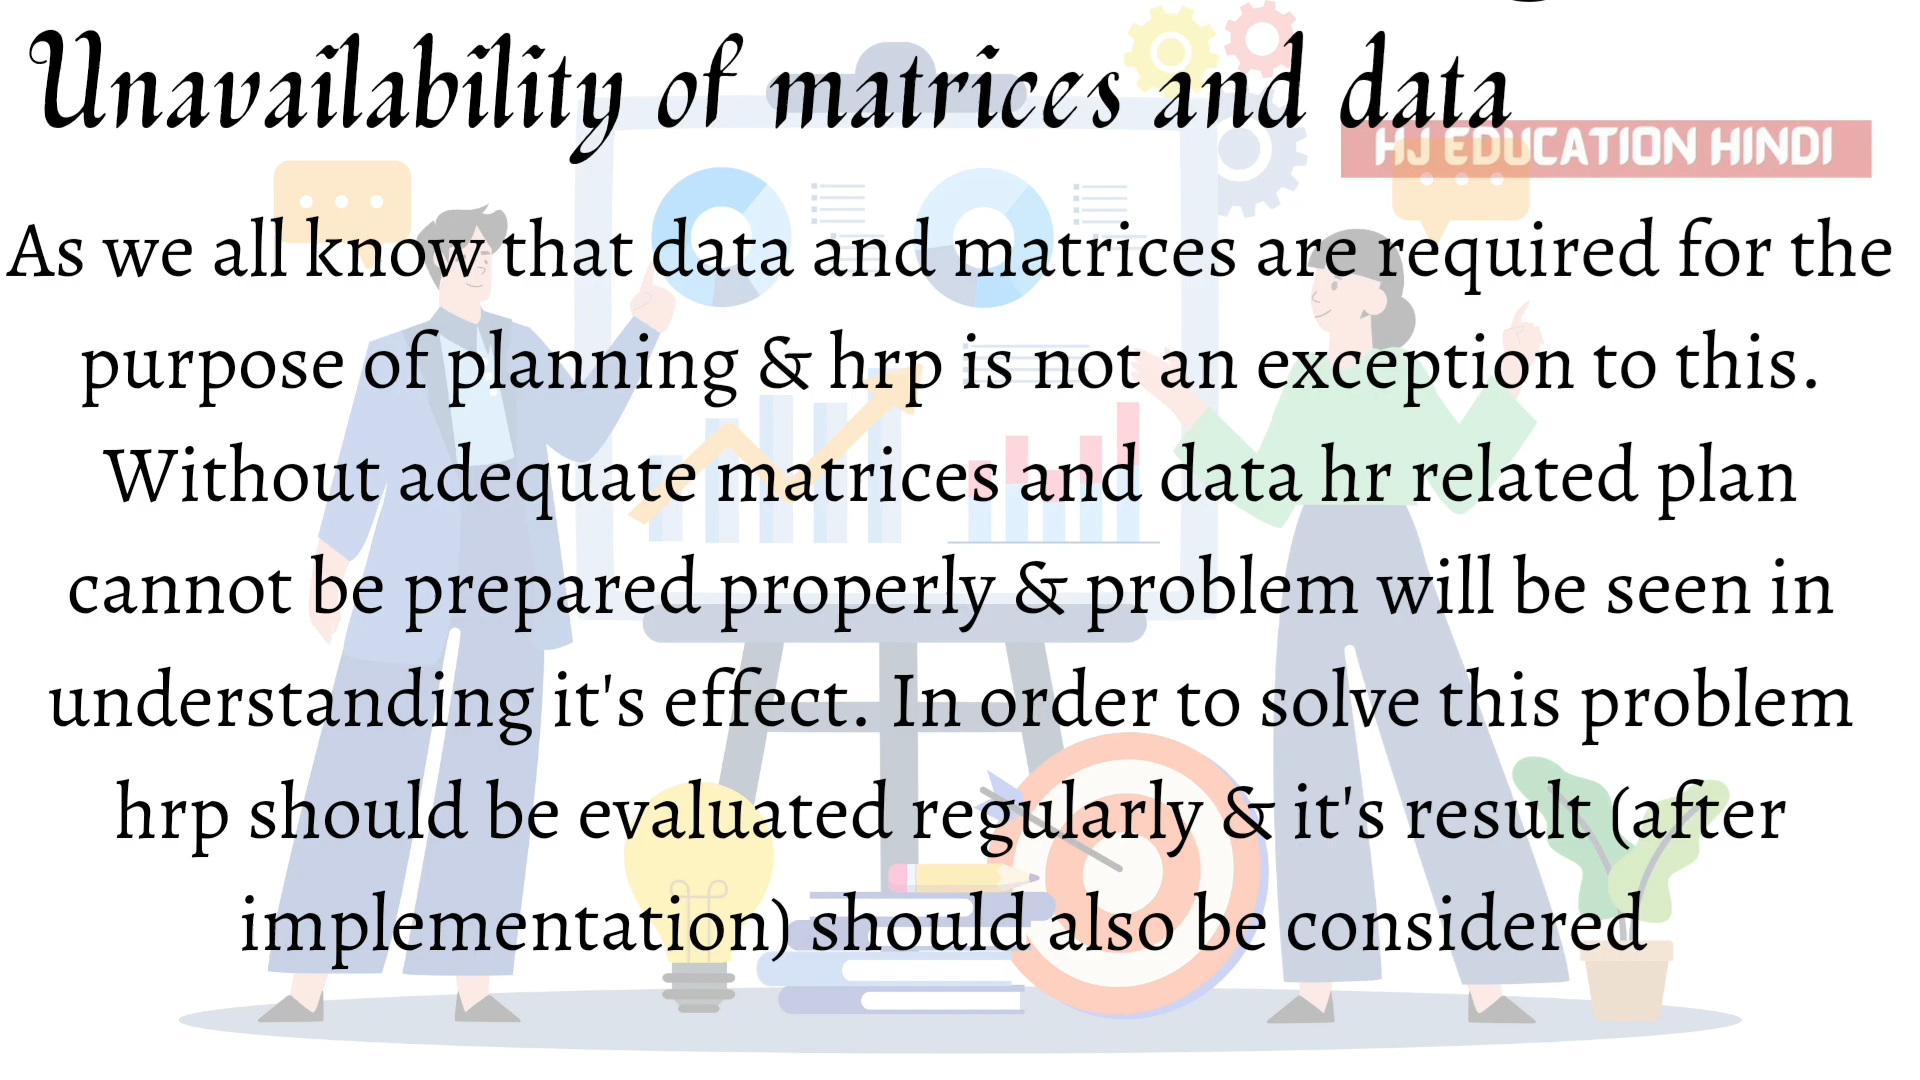 Unavailability of matrices and data
HJ EDUCATION HINDI
As we all know that data and matrices are required for the
purpose of planning & hrp is not an exception to this.
Without adequate matrices and data hr related plan
cannot be prepared properly & problem will be seen in
understanding it's effect. In order to solve this problem
hrp should be evaluated regularly & it's result (after
implementation) should also be considered